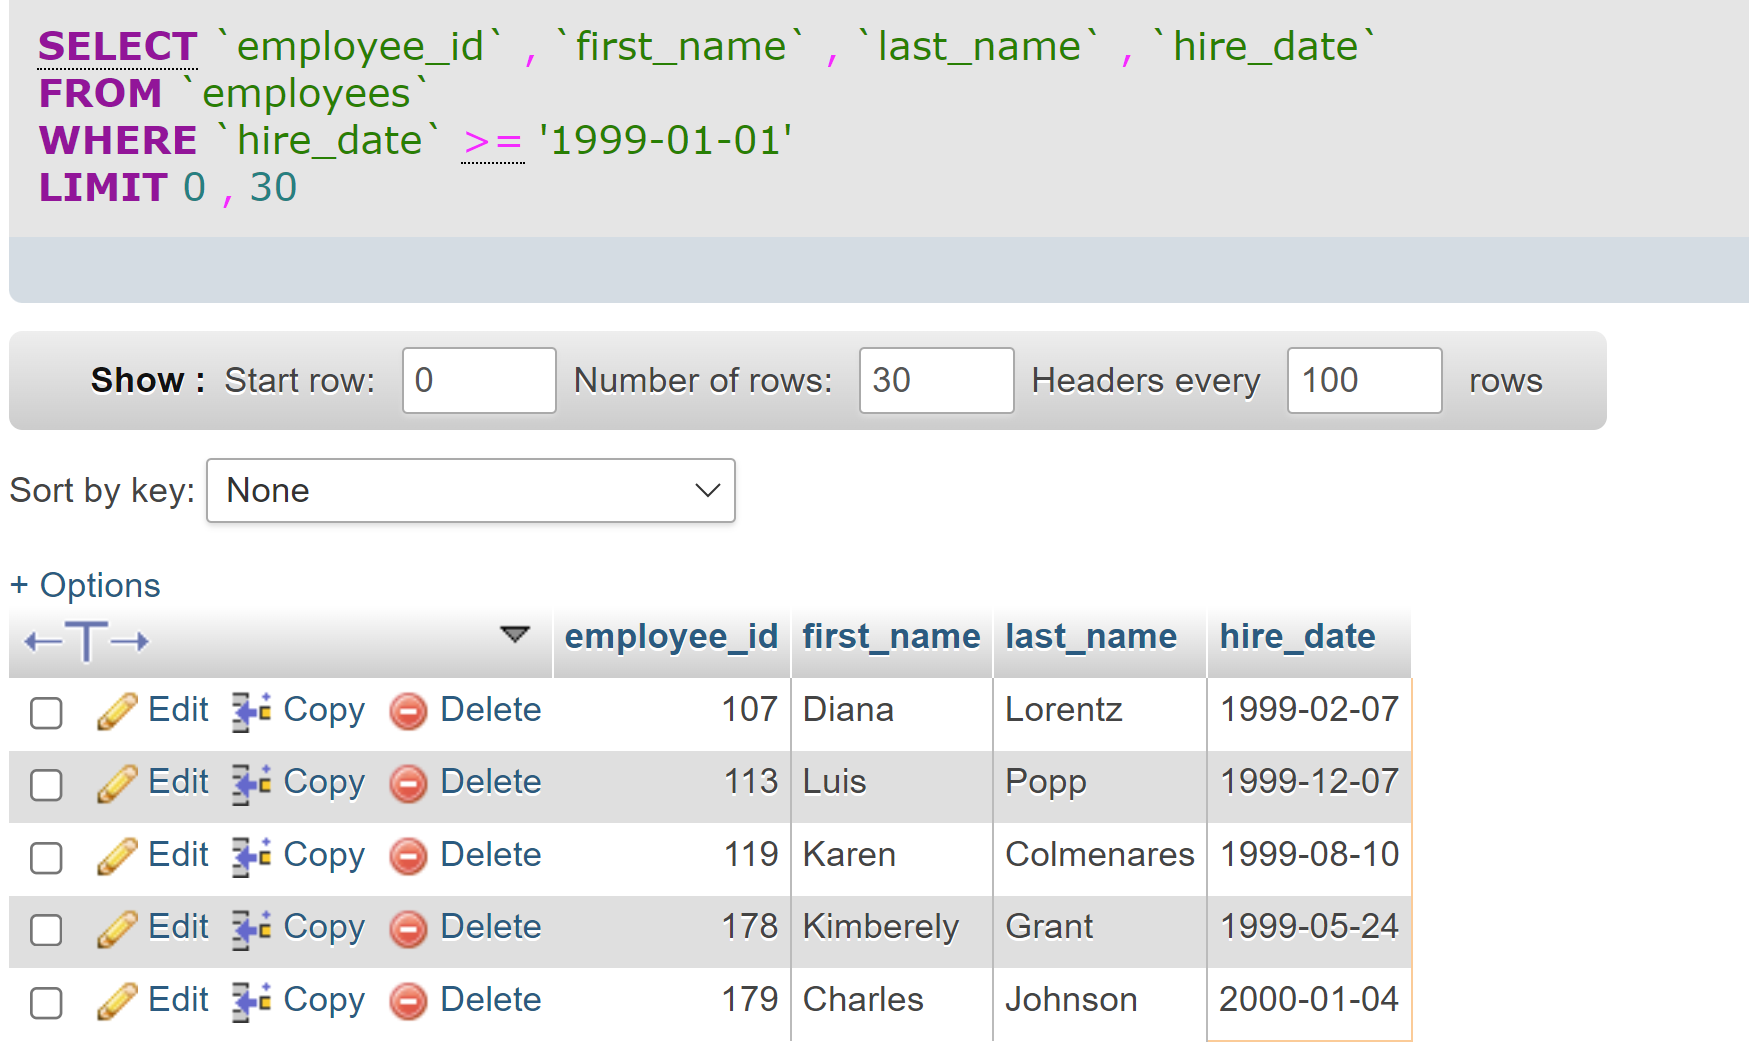 SELECT `employee_id` , `first_name` , `last_name` , `hire_date`
FROM `employees`
WHERE `hire_date` >= '1999-01-01'
LIMIT 0 , 30
Show : Start row: 0 Number of rows: 30 Headers every 100 rows
Sort by key: None
+ Options
←T→ employee_id first_name last_name hire_date
Edit Copy Delete 107 Diana Lorentz 1999-02-07
Edit Copy Delete 113 Luis Popp 1999-12-07
Edit Copy Delete 119 Karen Colmenares 1999-08-10
Edit Copy Delete 178 Kimberely Grant 1999-05-24
Edit Copy Delete 179 Charles Johnson 2000-01-04